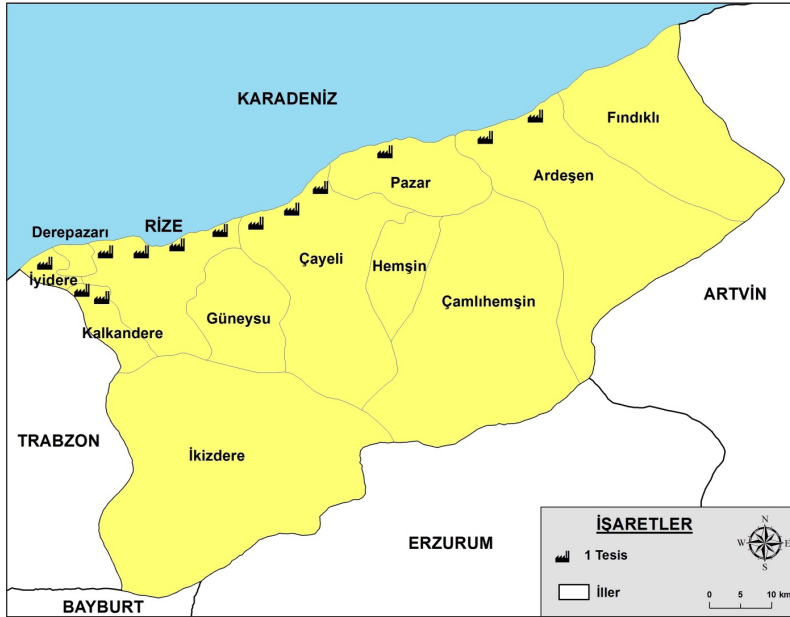 KARADENİZ
Fındıklı
Ardeşen
Pazar
Derepazarı
RİZE
Çayeli
Hemşin
İyidere
Çamlıhemşin
ARTVİN
Güneysu
Kalkandere
TRABZON
İkizdere
ERZURUM
BAYBURT
İŞARETLER
1 Tesis
İller
N
W
E
S
0 5 10 km